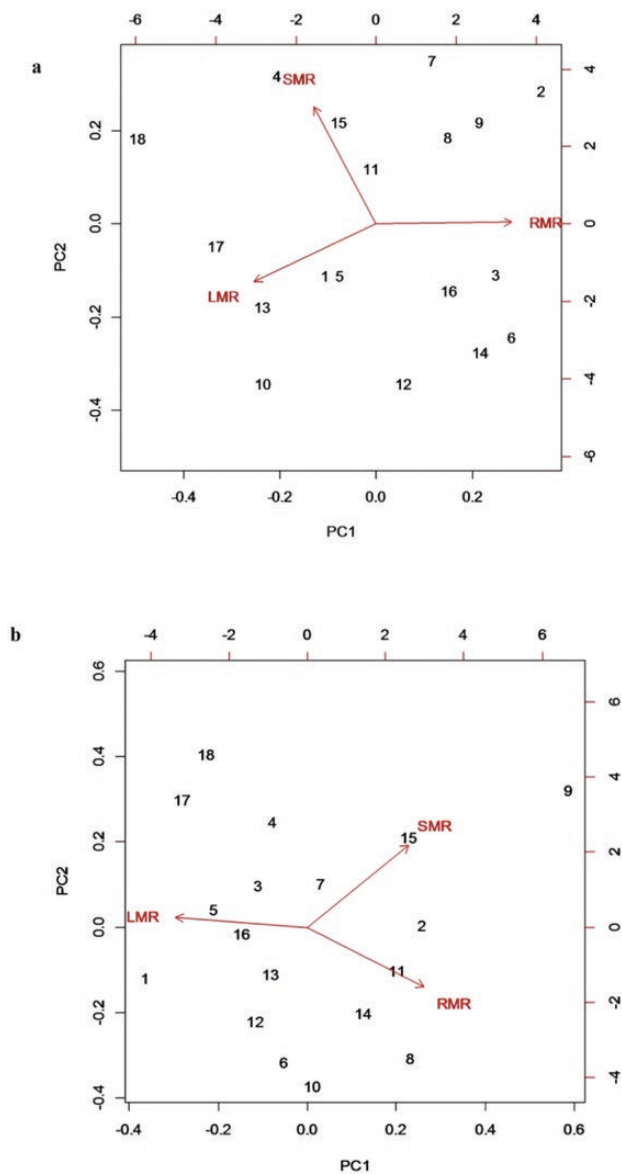 a
-6 -4 -2 0 2 4
7
4 SMR
4
2
0.2 15 9
18 8
2
11
PC2
0.0 RMR 0
17
1 5 3
LMR 16
13 -2
-0.2
6
14
10 12 -4
-0.4
-6
-0.4 -0.2 0.0 0.2
PC1
b
-4 -2 0 2 4 6
0.6
6
18
0.4 4
17 9
4 SMR
0.2 15 2
PC2
3 7
5
LMR
0.0 16 2 0
1 13 11
RMR
-0.2 12 14 -2
6 8
10
-0.4 -4
-0.4 -0.2 0.0 0.2 0.4 0.6
PC1